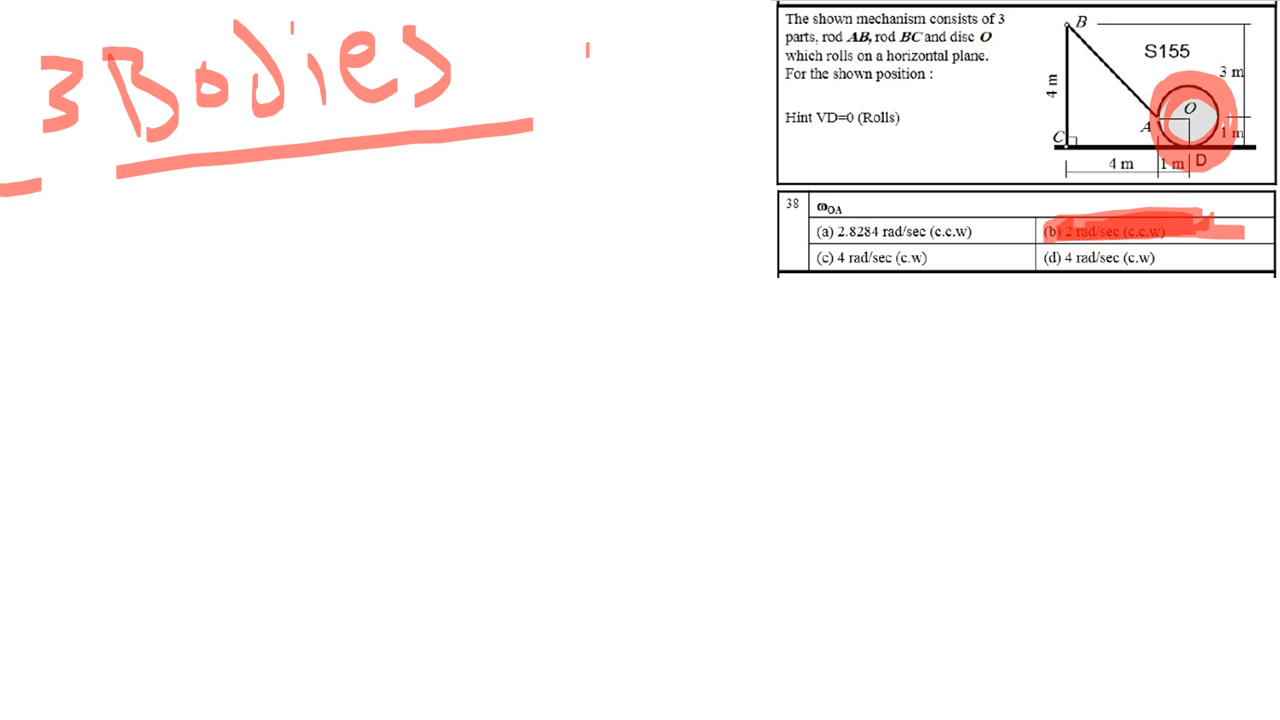 3 Bodies
The shown mechanism consists of 3
parts, rod AB, rod BC and disc O
which rolls on a horizontal plane.
For the shown position :
Hint VD=0 (Rolls)
B
S155
3 m
4 m
O
A
1 m
C
4 m
1 m
D
38
ωOA
(a) 2.8284 rad/sec (c.c.w)
(b) 2 rad/sec (c.c.w)
(c) 4 rad/sec (c.w)
(d) 4 rad/sec (c.w)